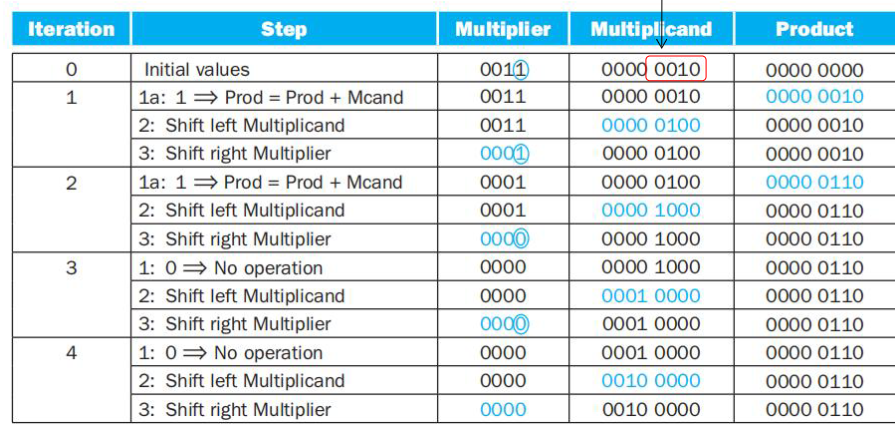 Iteration Step Multiplier Multiplicand Product
0 Initial values 0011 0000 0010 0000 0000
1 1a: 1 ⇒ Prod = Prod + Mcand 0011 0000 0010 0000 0010
2: Shift left Multiplicand 0011 0000 0100 0000 0010
3: Shift right Multiplier 0001 0000 0100 0000 0010
2 1a: 1 ⇒ Prod = Prod + Mcand 0001 0000 0100 0000 0110
2: Shift left Multiplicand 0001 0000 1000 0000 0110
3: Shift right Multiplier 0000 0000 1000 0000 0110
3 1: 0 ⇒ No operation 0000 0000 1000 0000 0110
2: Shift left Multiplicand 0000 0001 0000 0000 0110
3: Shift right Multiplier 0000 0001 0000 0000 0110
4 1: 0 ⇒ No operation 0000 0001 0000 0000 0110
2: Shift left Multiplicand 0000 0010 0000 0000 0110
3: Shift right Multiplier 0000 0010 0000 0000 0110